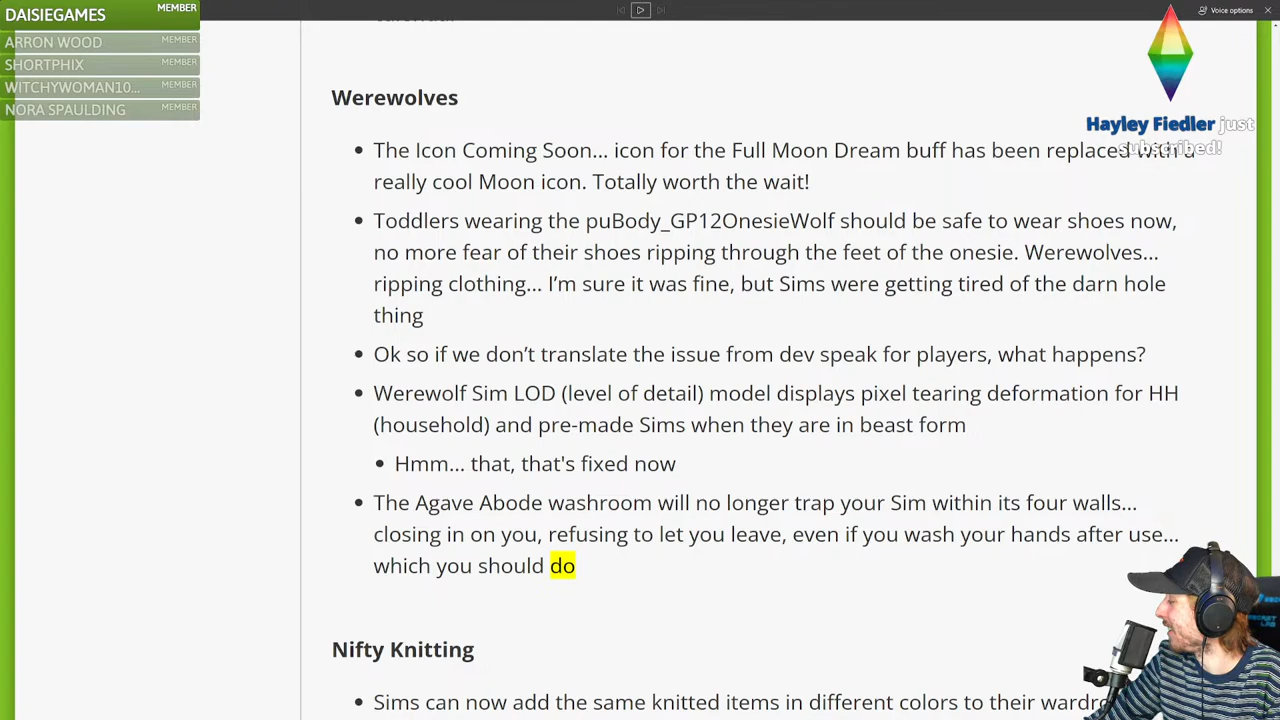 DAISIEGAMES MEMBER
ARRON WOOD MEMBER
SHORTPHIX MEMBER
WITCHYWOMAN10... MEMBER
NORA SPAULDING MEMBER
Voice options
Hayley Fiedler just
subscribed!
Werewolves
• The Icon Coming Soon... icon for the Full Moon Dream buff has been replaced with a
really cool Moon icon. Totally worth the wait!
• Toddlers wearing the puBody_GP12OnesieWolf should be safe to wear shoes now,
no more fear of their shoes ripping through the feet of the onesie. Werewolves...
ripping clothing... I’m sure it was fine, but Sims were getting tired of the darn hole
thing
• Ok so if we don’t translate the issue from dev speak for players, what happens?
• Werewolf Sim LOD (level of detail) model displays pixel tearing deformation for HH
(household) and pre-made Sims when they are in beast form
• Hmm... that, that's fixed now
• The Agave Abode washroom will no longer trap your Sim within its four walls...
closing in on you, refusing to let you leave, even if you wash your hands after use...
which you should do
Nifty Knitting
• Sims can now add the same knitted items in different colors to their